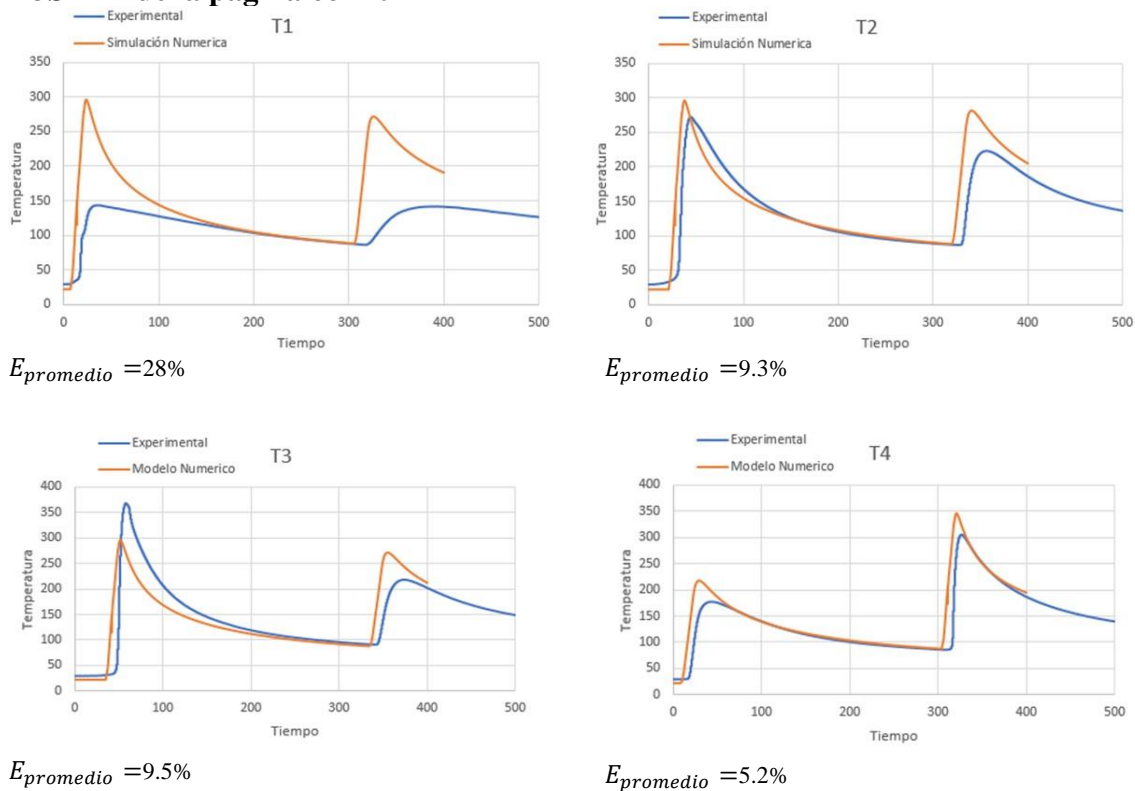 Experimental
Simulación Numerica
T1
350
300
250
200
150
100
50
0
Temperatura
0 100 200 300 400 500
Tiempo
E_promedio =28%
Experimental
Simulación Numerica
T2
350
300
250
200
150
100
50
0
Temperatura
0 100 200 300 400 500
Tiempo
E_promedio =9.3%
Experimental
Modelo Numerico
T3
400
350
300
250
200
150
100
50
0
Temperatura
0 100 200 300 400 500
Tiempo
E_promedio =9.5%
Experimental
Modelo Numerico
T4
400
350
300
250
200
150
100
50
0
Temperatura
0 100 200 300 400 500
Tiempo
E_promedio =5.2%